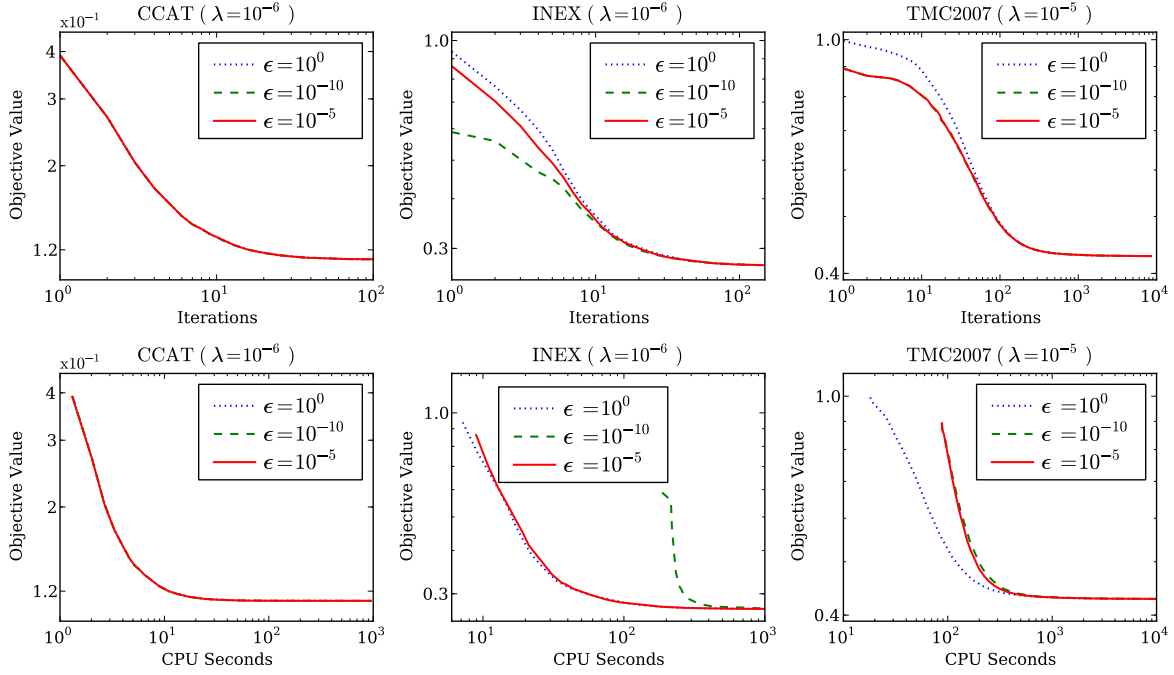 CCAT ( λ=10⁻⁶ )
x10⁻¹
Objective Value
4
3
2
1.2
ϵ=10⁰
ϵ=10⁻¹⁰
ϵ=10⁻⁵
10⁰ 10¹ 10²
Iterations
INEX ( λ=10⁻⁶ )
Objective Value
1.0
0.3
ϵ=10⁰
ϵ=10⁻¹⁰
ϵ=10⁻⁵
10⁰ 10¹ 10²
Iterations
TMC2007 ( λ=10⁻⁵ )
Objective Value
1.0
0.4
ϵ=10⁰
ϵ=10⁻¹⁰
ϵ=10⁻⁵
10⁰ 10¹ 10² 10³ 10⁴
Iterations
CCAT ( λ=10⁻⁶ )
x10⁻¹
Objective Value
4
3
2
1.2
ϵ=10⁰
ϵ=10⁻¹⁰
ϵ=10⁻⁵
10⁰ 10¹ 10² 10³
CPU Seconds
INEX ( λ=10⁻⁶ )
Objective Value
1.0
0.3
ϵ =10⁰
ϵ =10⁻¹⁰
ϵ =10⁻⁵
10¹ 10² 10³
CPU Seconds
TMC2007 ( λ=10⁻⁵ )
Objective Value
1.0
0.4
ϵ =10⁰
ϵ =10⁻¹⁰
ϵ =10⁻⁵
10¹ 10² 10³ 10⁴
CPU Seconds